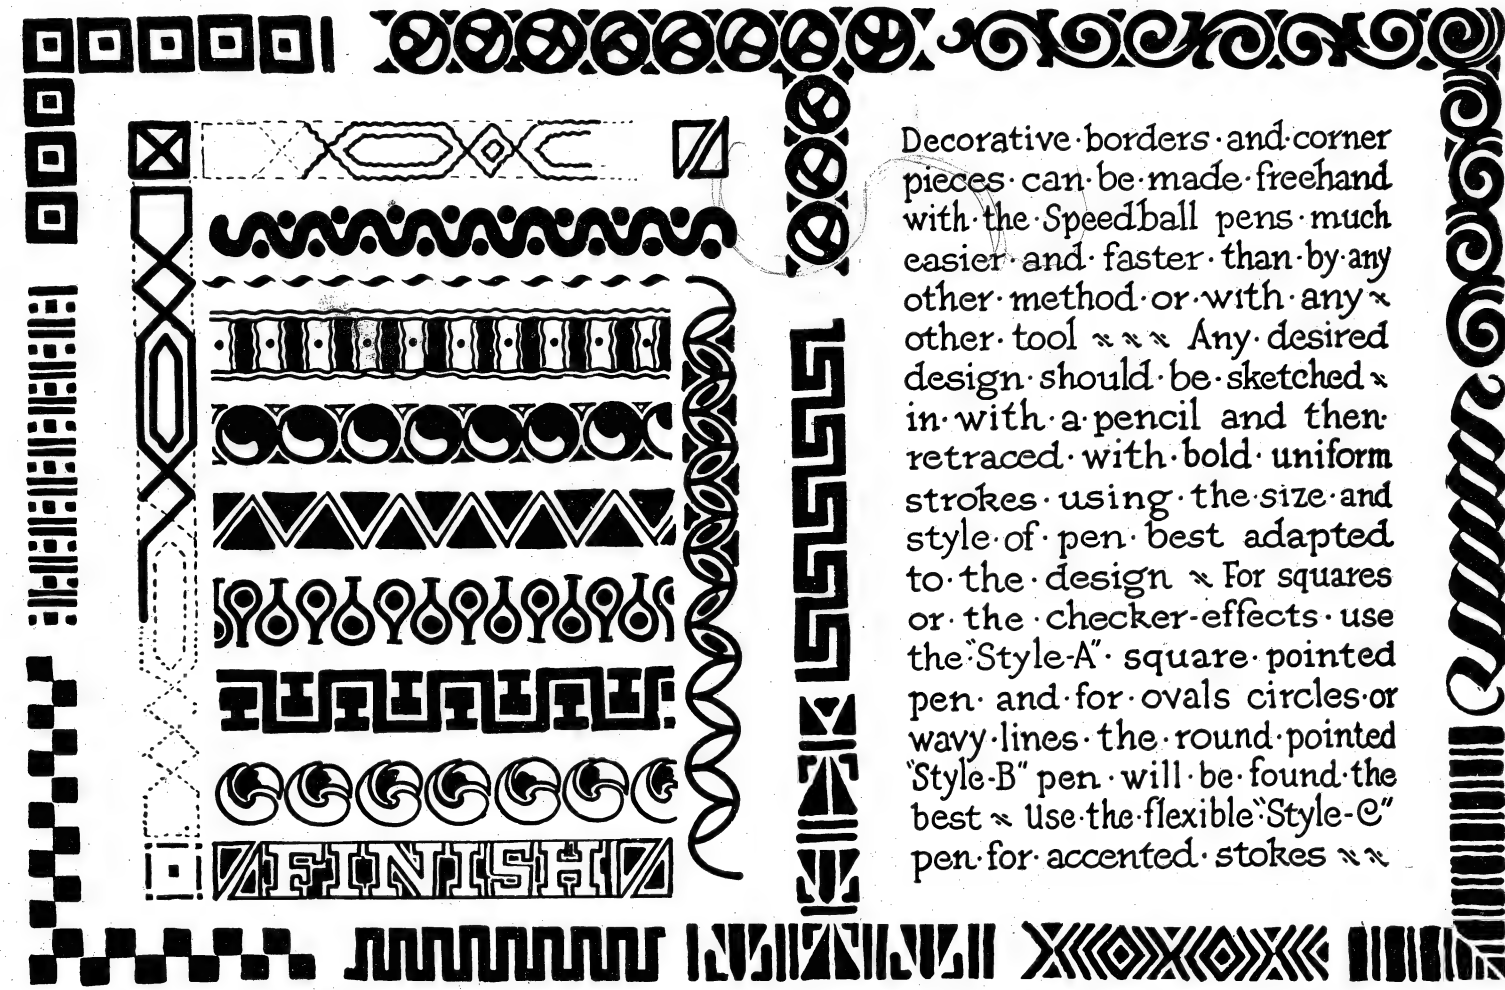 FINISH
Decorative·borders·and·corner
pieces·can·be·made·freehand
with·the·Speedball pens·much
easier·and·faster·than·by·any
other·method·or·with·any
other·tool Any·desired
design·should·be·sketched
in·with·a·pencil and then·
retraced·with·bold·uniform
strokes·using·the·size·and
style·of·pen·best adapted
to·the·design For squares
or·the·checker-effects·use
the·"Style-A"·square·pointed
pen·and·for·ovals circles·or
wavy·lines·the·round·pointed
"Style-B" pen·will·be·found·the
best Use·the·flexible·"Style-C"
pen·for·accented·stokes